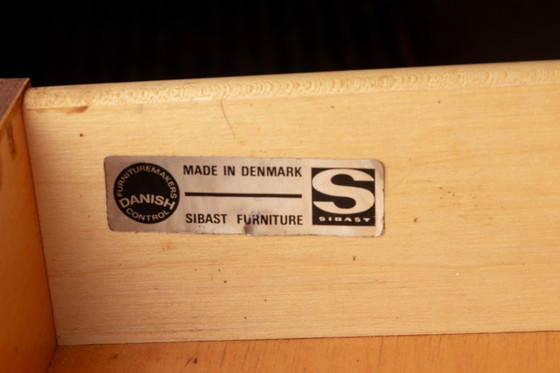 FURNITUREMAKERS
DANISH
CONTROL
MADE IN DENMARK
SIBAST FURNITURE
S
SIBAST